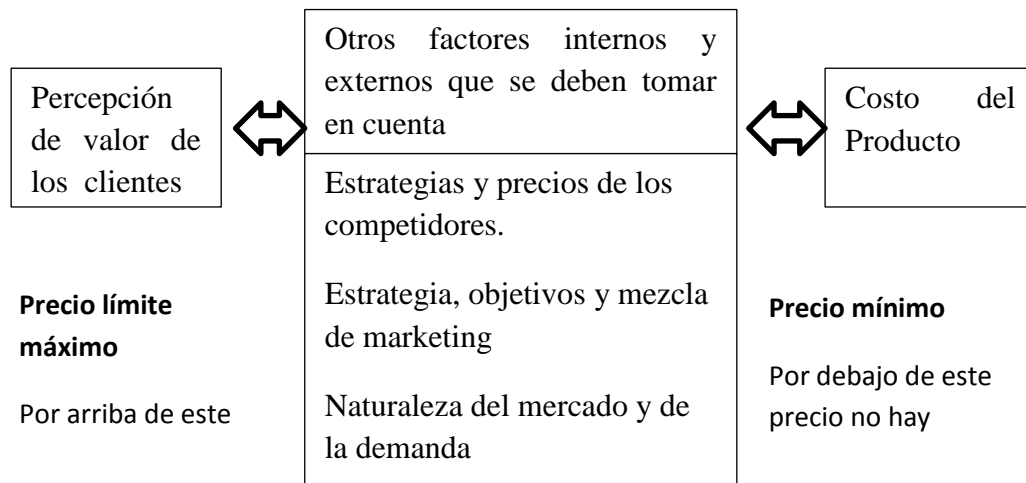 Percepción
de valor de
los clientes
Precio límite
máximo
Por arriba de este
Otros factores internos y
externos que se deben tomar
en cuenta
Estrategias y precios de los
competidores.
Estrategia, objetivos y mezcla
de marketing
Naturaleza del mercado y de
la demanda
Costo del
Producto
Precio mínimo
Por debajo de este
precio no hay